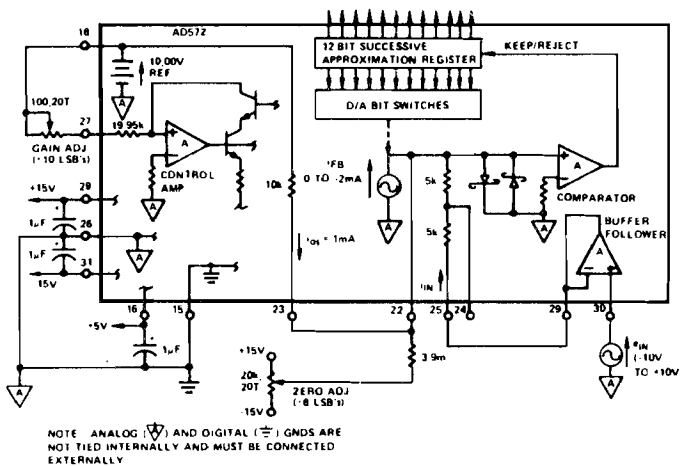 AD572
18
10.00V
REF
12 BIT SUCCESSIVE
APPROXIMATION REGISTER
KEEP/REJECT
D/A BIT SWITCHES
100,20T
27
19.95k
GAIN ADJ
(±10 LSB's)
A
A
CONTROL
AMP
A
10k
IFB
0 TO -2mA
A
5k
5k
A
COMPARATOR
A
BUFFER
FOLLOWER
A
+15V
28
1µF
26
1µF
31
-15V
A
IOS = 1mA
IIN
16
15
23
22
25
24
29
30
+5V
1µF
A
3.9m
+15V
20k,
20T
-15V
ZERO ADJ
(±8 LSB's)
eIN
(-10V
TO +10V)
A
NOTE ANALOG (A) AND DIGITAL ( ) GNDS ARE
NOT TIED INTERNALLY AND MUST BE CONNECTED
EXTERNALLY